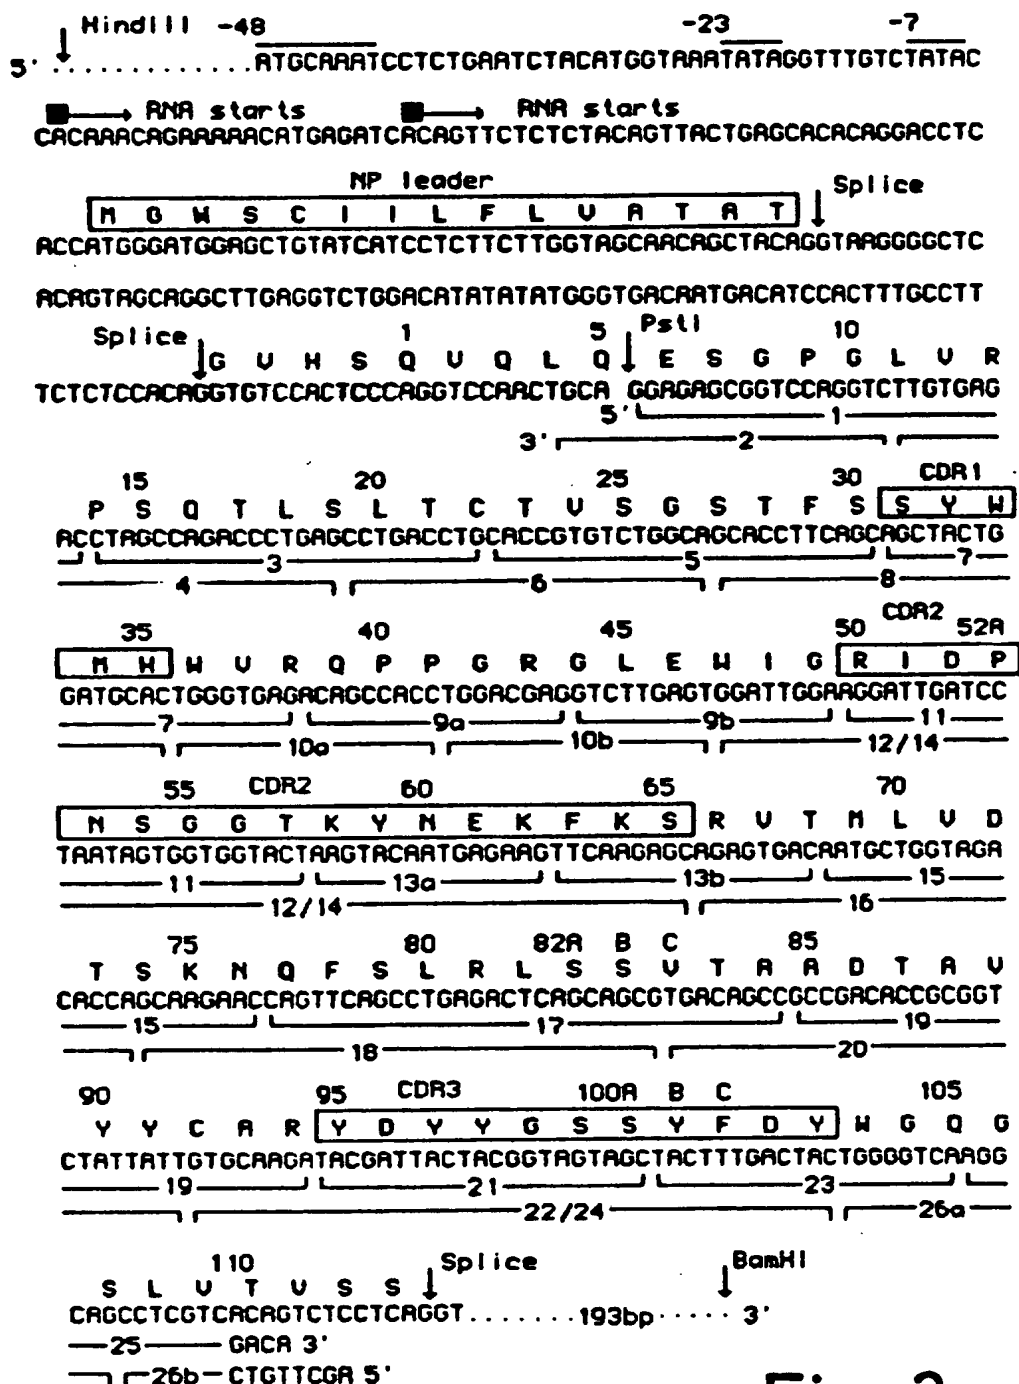 HindIII -48 -23 -7
5' .............ATGCAAATCCTCTGAATCTACATGGTAAATATAGGTTTGTCTATAC
RNA starts RNA starts
CACAAACAGAAAAACATGAGATCACAGTTCTCTCTACAGTTACTGAGCACACAGGACCTC
NP leader Splice
M G W S C I I L F L V A T A T
ACCATGGGATGGAGCTGTATCATCCTCTTCTTGGTAGCAACAGCTACAGGTAAGGGGCTC
ACAGTAGCAGGCTTGAGGTCTGGACATATATATGGGTGACAATGACATCCACTTTGCCTT
Splice 1 5 PstI 10
G V H S Q V Q L Q E S G P G L V R
TCTCTCCACAGGTGTCCACTCCCAGGTCCAACTGCA GGAGAGCGGTCCAGGTCTTGTGAG
5' 1
3' 2
15 20 25 30 CDR1
P S Q T L S L T C T V S G S T F S S Y W
ACCTAGCCAGACCCTGAGCCTGACCTGCACCGTGTCTGGCAGCACCTTCAGCAGCTACTG
3 5 7
4 6 8
35 40 45 50 CDR2 52A
M H W V R Q P P G R G L E W I G R I D P
GATGCACTGGGTGAGACAGCCACCTGGACGAGGTCTTGAGTGGATTGGAAGGATTGATCC
7 9a 9b 11
10a 10b 12/14
55 CDR2 60 65 70
N S G G T K Y N E K F K S R V T M L V D
TAATAGTGGTGGTACTAAGTACAATGAGAAGTTCAAGAGCAGAGTGACAATGCTGGTAGA
11 13a 13b 15
12/14 16
75 80 82A B C 85
T S K N Q F S L R L S S V T A A D T A V
CACCAGCAAGAACCAGTTCAGCCTGAGACTCAGCAGCGTGACAGCCGCCGACACCGCGGT
15 17 19
18 20
90 95 CDR3 100A B C 105
Y Y C A R Y D Y Y G S S Y F D Y W G Q G
CTATTATTGTGCAAGATACGATTACTACGGTAGTAGCTACTTTGACTACTGGGGTCAAGG
19 21 23
22/24 26a
110 Splice BamHI
S L V T V S S
CAGCCTCGTCACAGTCTCCTCAGGT........193bp...... 3'
25 GACA 3'
26b CTGTTCGA 5'